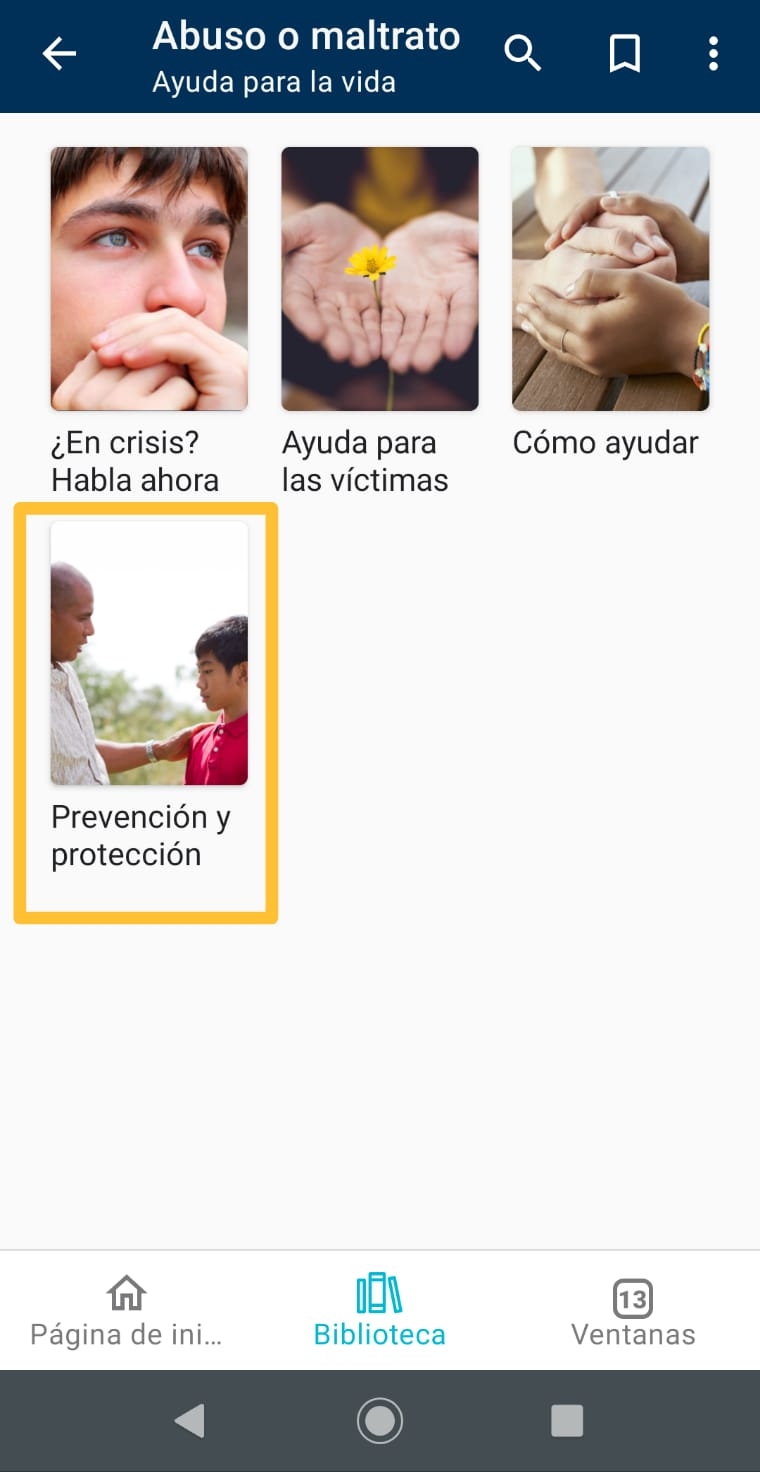 Abuso o maltrato
Ayuda para la vida
¿En crisis?
Habla ahora
Ayuda para
las víctimas
Cómo ayudar
Prevención y
protección
Página de ini...
Biblioteca
13
Ventanas